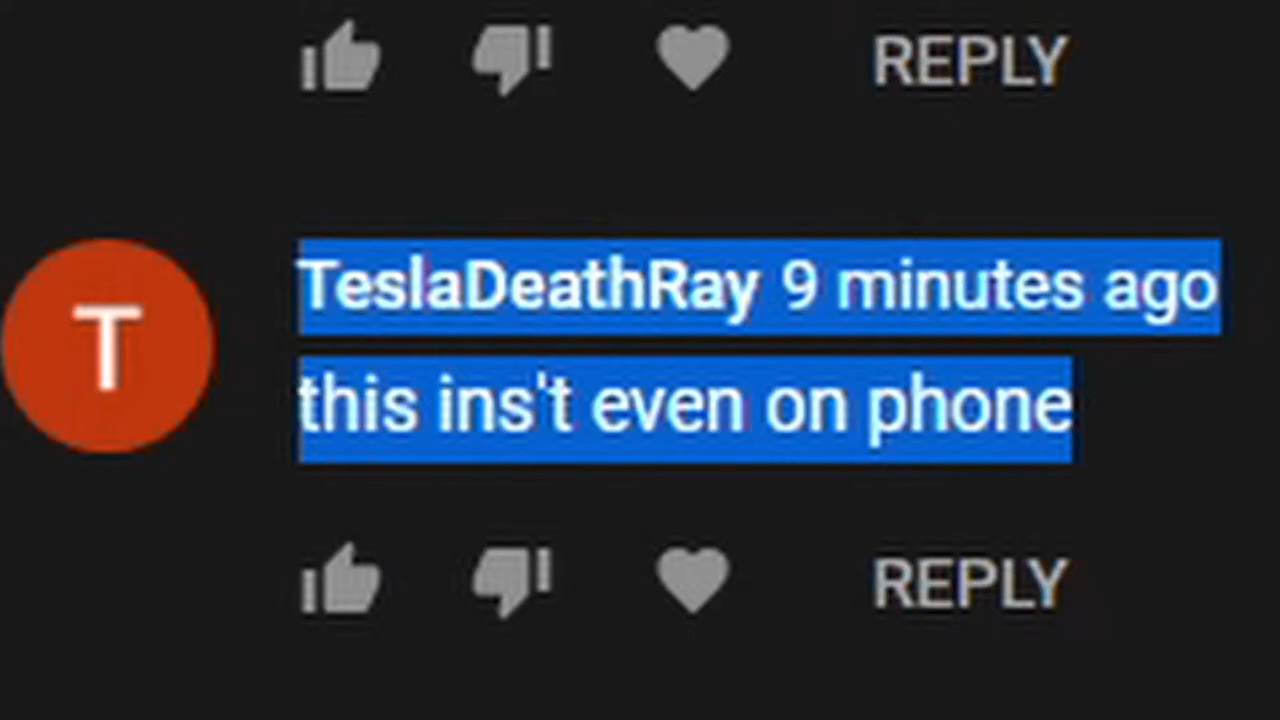 REPLY
T
TeslaDeathRay 9 minutes ago
this ins't even on phone
REPLY